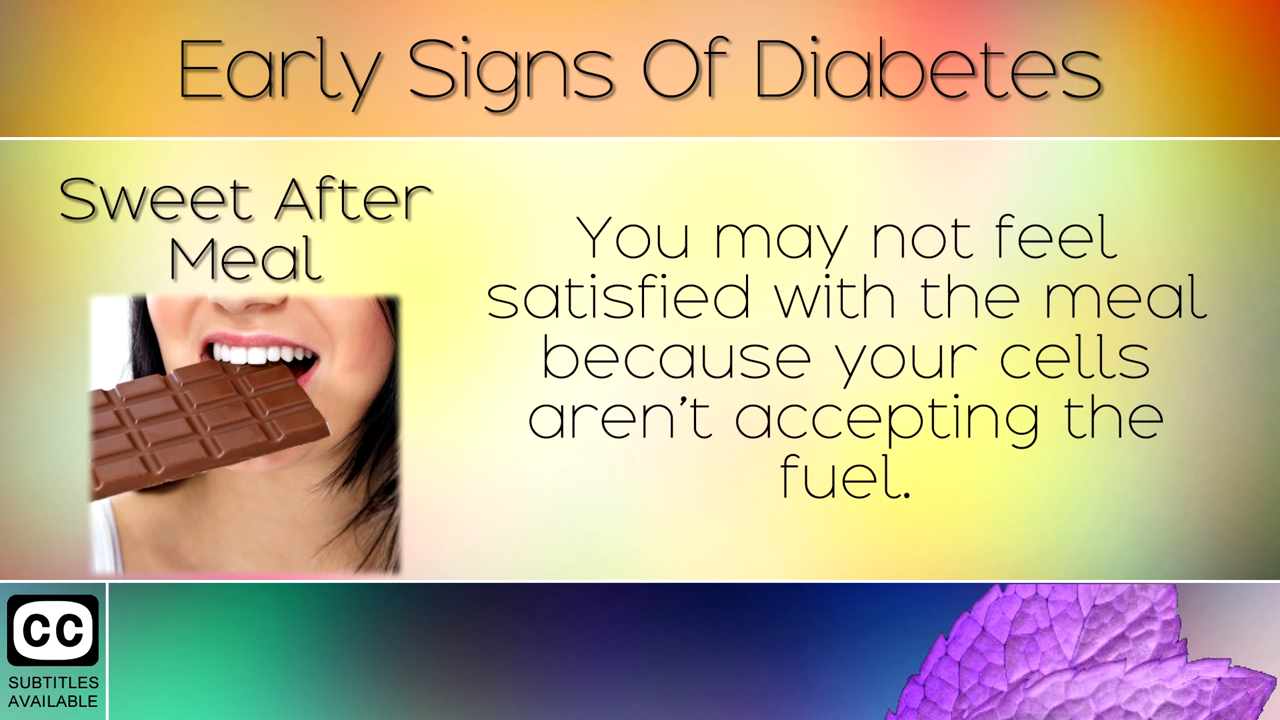 Early Signs Of Diabetes
Sweet After
Meal
You may not feel
satisfied with the meal
because your cells
aren't accepting the
fuel.
CC
SUBTITLES
AVAILABLE